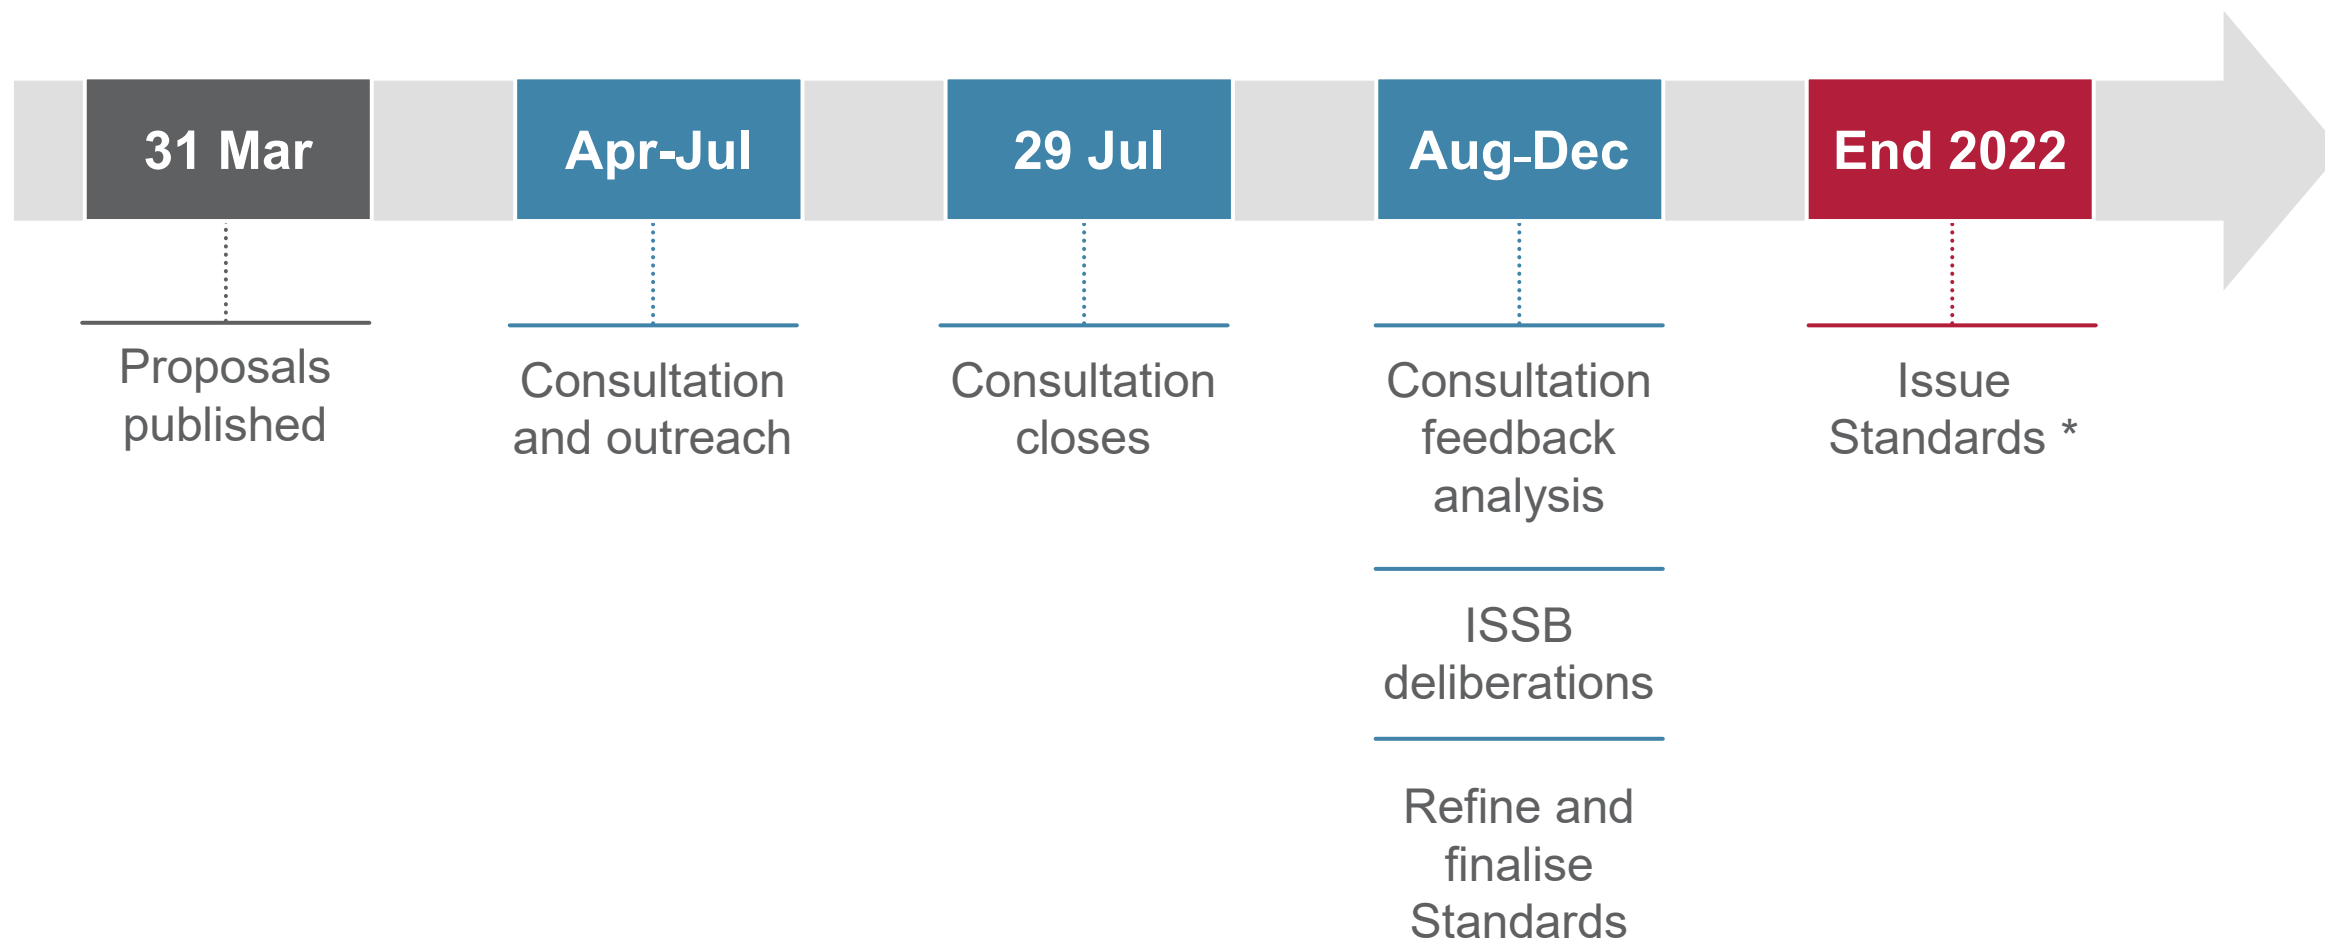 31 Mar
Apr-Jul
29 Jul
Aug-Dec
End 2022
Proposals
published
Consultation
and outreach
Consultation
closes
Consultation
feedback
analysis
ISSB
deliberations
Refine and
finalise
Standards
Issue
Standards *